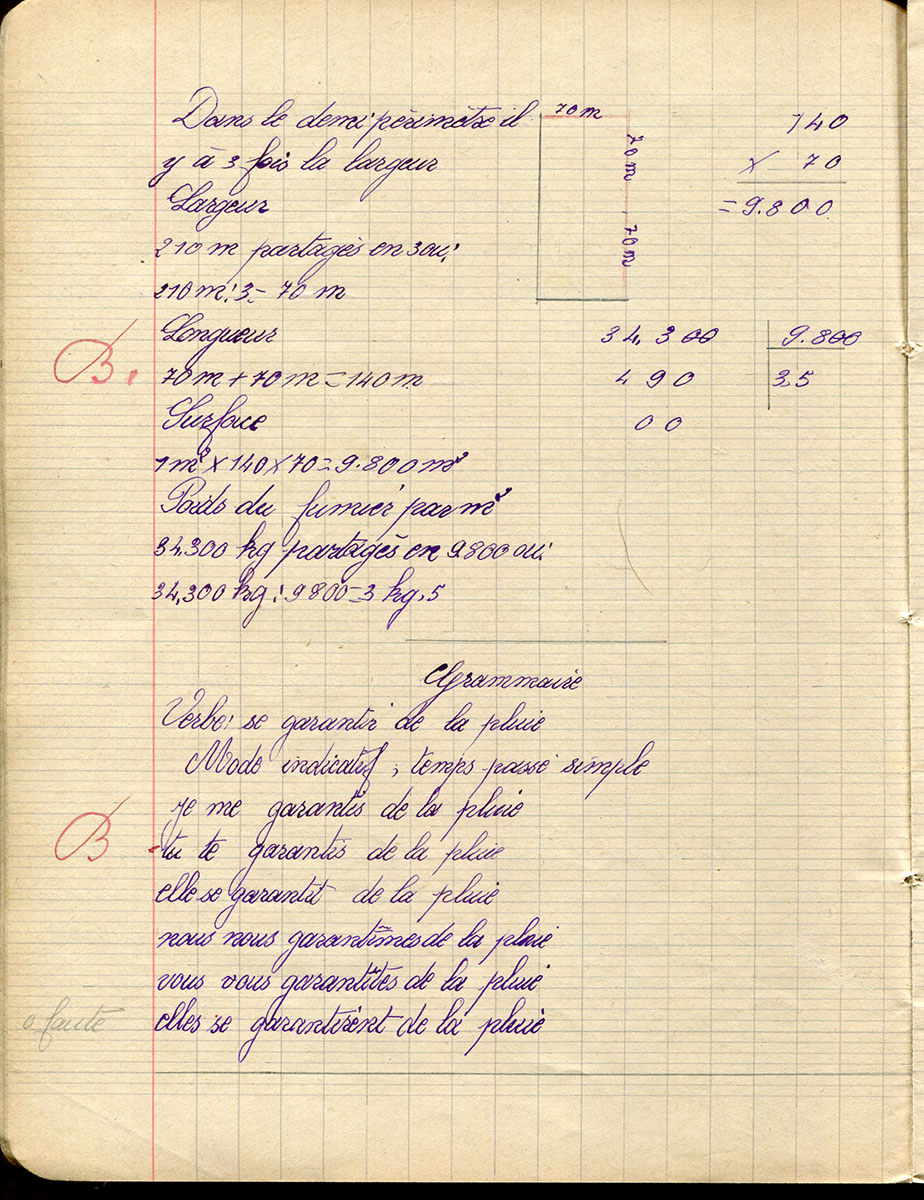 Dans le demi périmètre il
y à 3 fois la largeur
Largeur
210 m partagés en 3 ou:
210 m : 3 = 70 m
Longueur
B.
70 m + 70 m = 140 m
Surface
1 m² x 140 x 70 = 9.800 m²
Poids du fumier par m²
34.300 kg partagés en 9800 ou:
34.300 kg : 9800 = 3 kg,5
70 m
70 m
70 m
140
x 70
= 9.800
34.300 9.800
490 3,5
00
Grammaire
Verbe: se garantir de la pluie
Mode indicatif, temps passé simple
je me garantis de la pluie
B
tu te garantis de la pluie
elle se garantit de la pluie
nous nous garantîmes de la pluie
vous vous garantîtes de la pluie
0 faute
elles se garantirent de la pluie